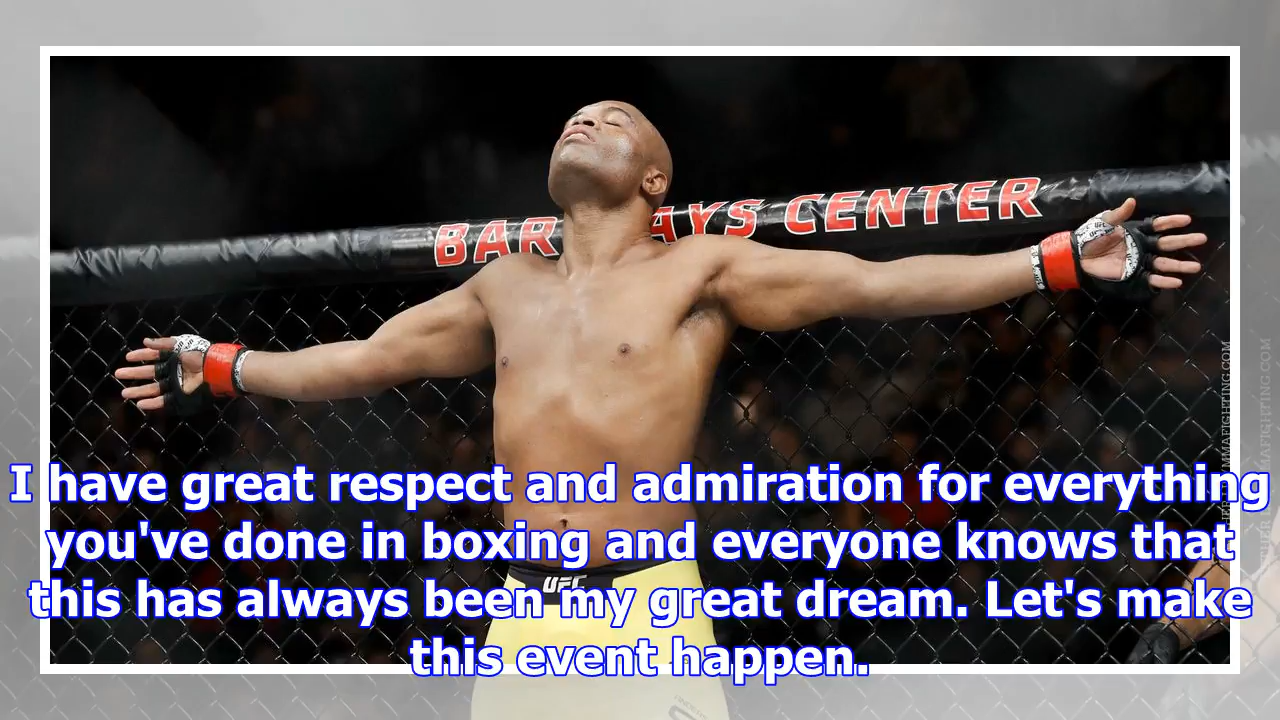 BAR AYS CENTER
I have great respect and admiration for everything
you've done in boxing and everyone knows that
this has always been my great dream. Let's make
this event happen.
UFC